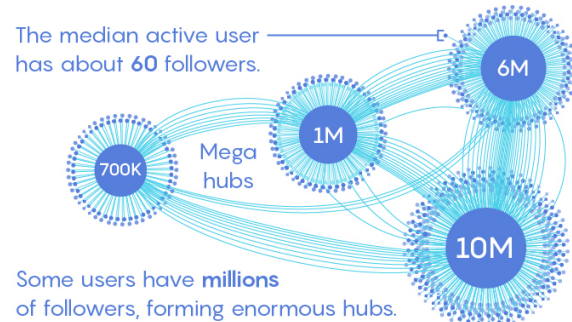 The median active user
has about 60 followers.
6M
1M
700K
Mega
hubs
10M
Some users have millions
of followers, forming enormous hubs.